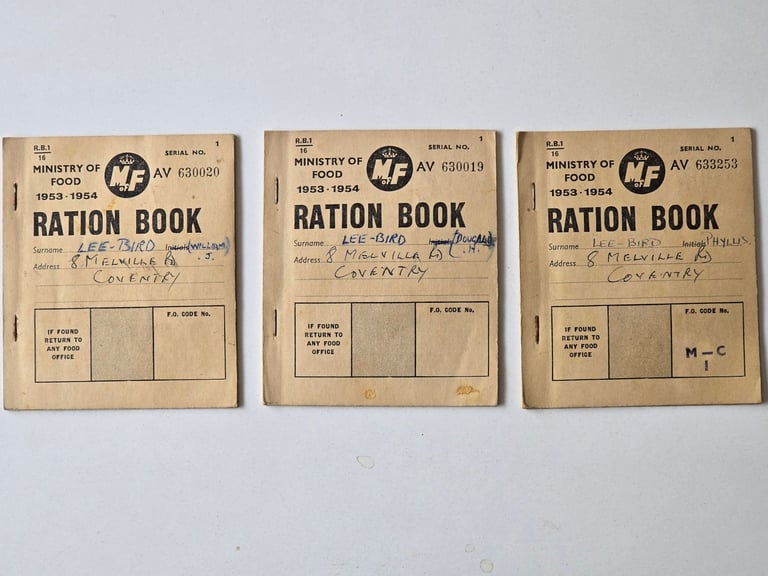 R.B.1
16
SERIAL NO.
1
MINISTRY OF
FOOD
1953-1954
M F
OF
AV 630020
RATION BOOK
Surname LEE-BIRD Initials (WILLIAM)
J.
Address 8 MELVILLE RD
COVENTRY
IF FOUND
RETURN TO
ANY FOOD
OFFICE
F.O. CODE No.
R.B.1
16
SERIAL NO.
1
MINISTRY OF
FOOD
1953-1954
M F
OF
AV 630019
RATION BOOK
Surname LEE-BIRD Initials (DOUGALD)
Address 8 MELVILLE RD C. H.
COVENTRY
IF FOUND
RETURN TO
ANY FOOD
OFFICE
F.O. CODE No.
R.B.1
16
SERIAL NO.
1
MINISTRY OF
FOOD
1953-1954
M F
OF
AV 633253
RATION BOOK
Surname LEE-BIRD Initials PHYLLIS.
Address 8 MELVILLE RD
COVENTRY
IF FOUND
RETURN TO
ANY FOOD
OFFICE
F.O. CODE No.
M-C
1